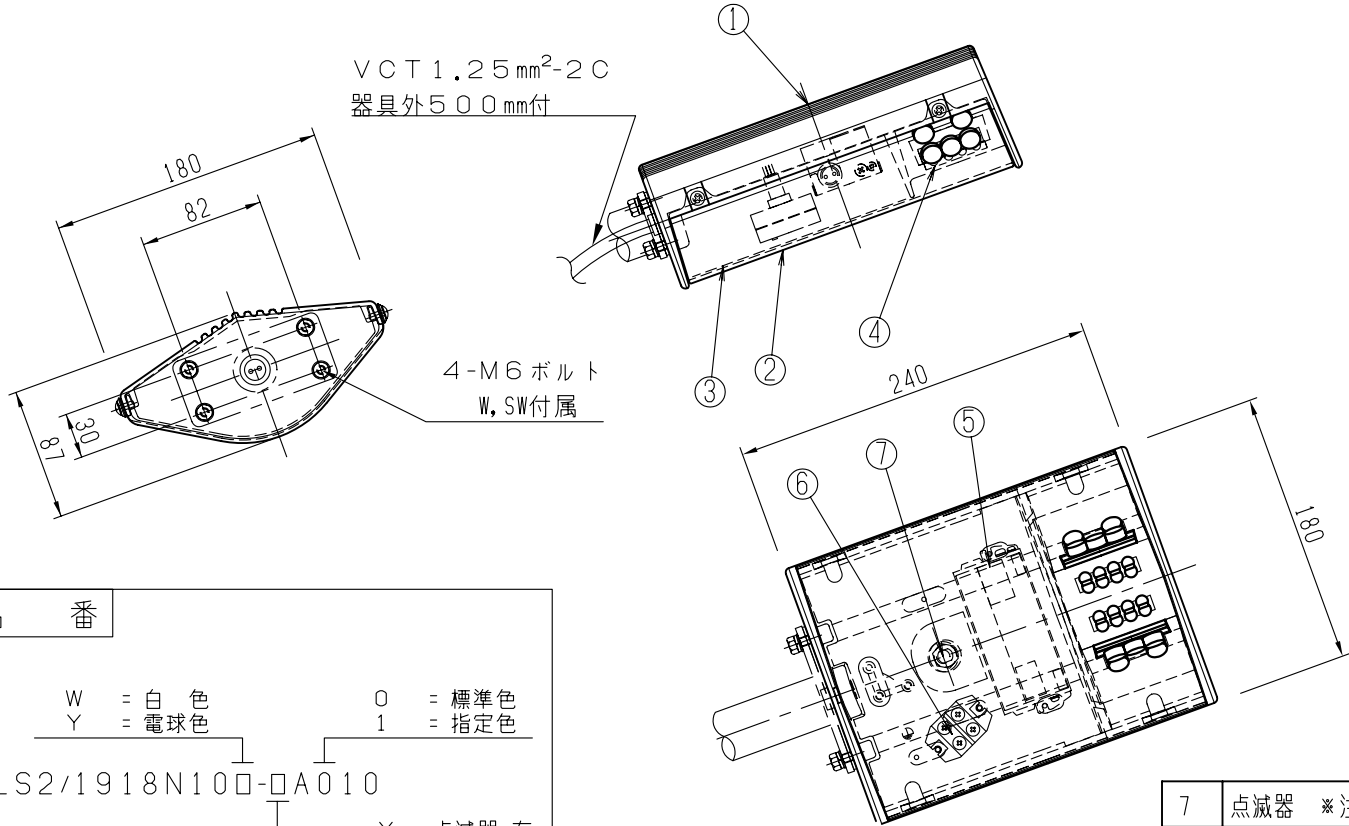 ①
VCT1.25mm²-2C
器具外500mm付
180
82
4-M6ボルト
W,SW付属
30
87
④
②
③
240
⑤
⑦
⑥
180
番
W = 白 色
Y = 電球色
0 = 標準色
1 = 指定色
LS2/1918N10□-□A010
7 点滅器 ※注